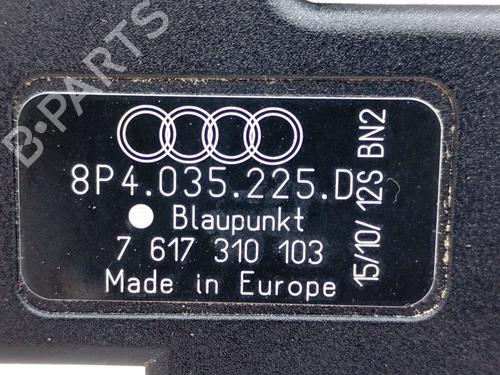 B-PARTS
8P4.035.225.D
Blaupunkt
7 617 310 103
Made in Europe
15/10/ 12S BN2